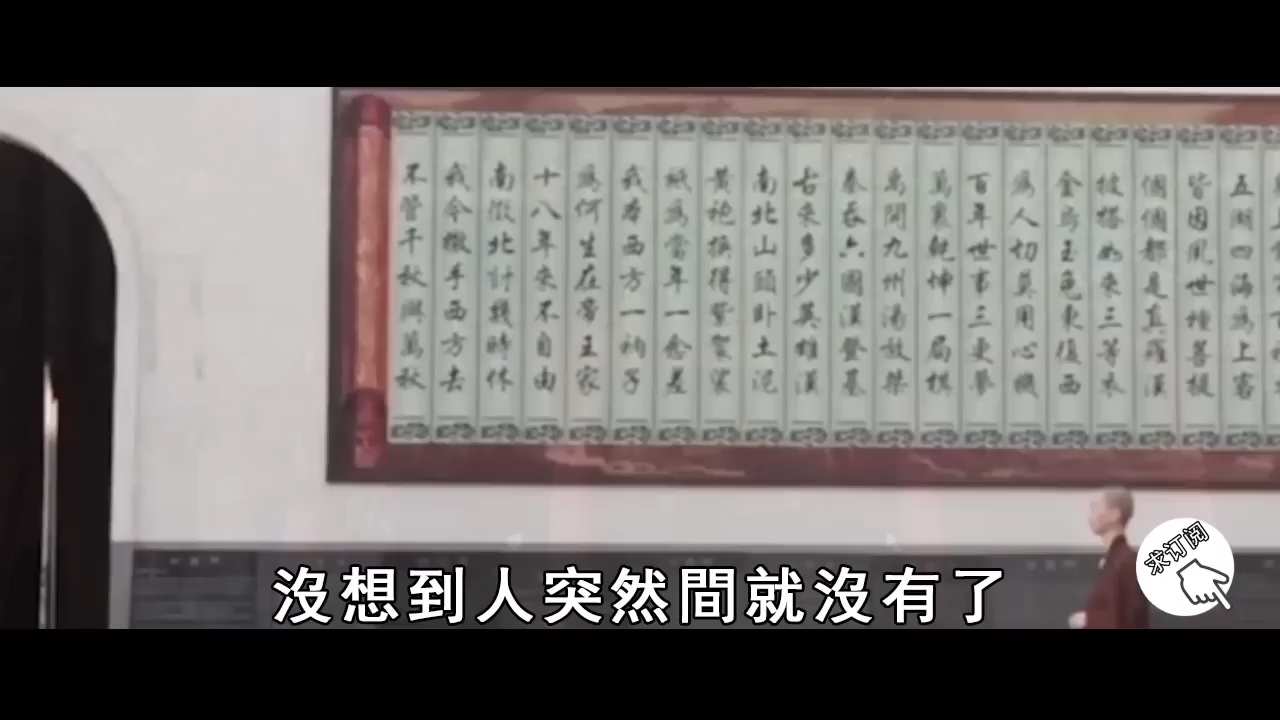 五湖四海為上客
皆因夙世種菩提
個個都是真羅漢
披搭如來三等衣
金烏玉兔東復西
為人切莫用心機
百年世事三更夢
萬裏乾坤一局棋
禹開九州湯放桀
秦吞六國漢登基
古來多少英雄漢
南北山頭臥土泥
黃袍換得紫袈裟
衹為當年一念差
我本西方一衲子
為何生在帝王家
十八年來不自由
南徵北討幾時休
我今撒手西方去
不管千秋與萬秋
求订阅
沒想到人突然間就沒有了